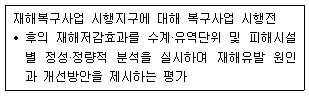 재해복구사업 시행지구에 대해 복구사업 시행전
• 후의 재해저감효과를 수계·유역단위 및 피해시설
별 정성·정량적 분석을 실시하며 재해유발 원인
과 개선방안을 제시하는 평가